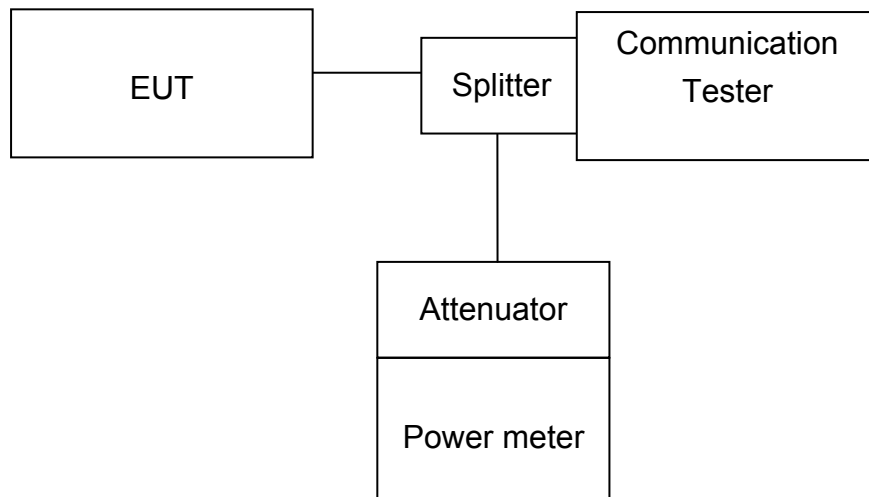 EUT
Splitter
Communication
Tester
Attenuator
Power meter